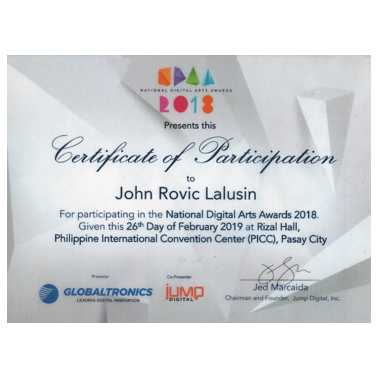 NDAA
NATIONAL DIGITAL ARTS AWARDS
2018
Presents this
Certificate of Participation
to
John Rovic Lalusin
For participating in the National Digital Arts Awards 2018.
Given this 26th Day of February 2019 at Rizal Hall,
Philippine International Convention Center (PICC), Pasay City
Presenter
Co-Presenter
GLOBALTRONICS
LEADING DIGITAL INNOVATION
jump
DIGITAL
Jed Marcaida
Chairman and Founder, Jump Digital, Inc.